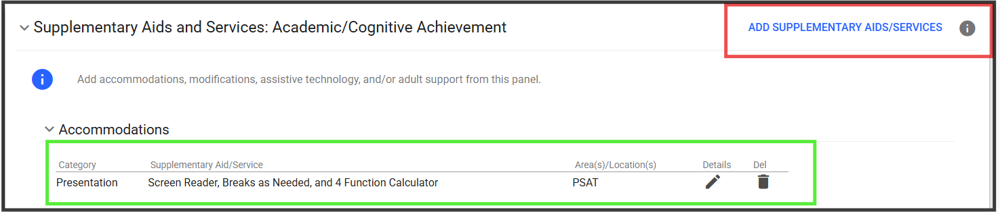 Supplementary Aids and Services: Academic/Cognitive Achievement
ADD SUPPLEMENTARY AIDS/SERVICES
Add accommodations, modifications, assistive technology, and/or adult support from this panel.
Accommodations
Category Supplementary Aid/Service Area(s)/Location(s) Details Del
Presentation Screen Reader, Breaks as Needed, and 4 Function Calculator PSAT